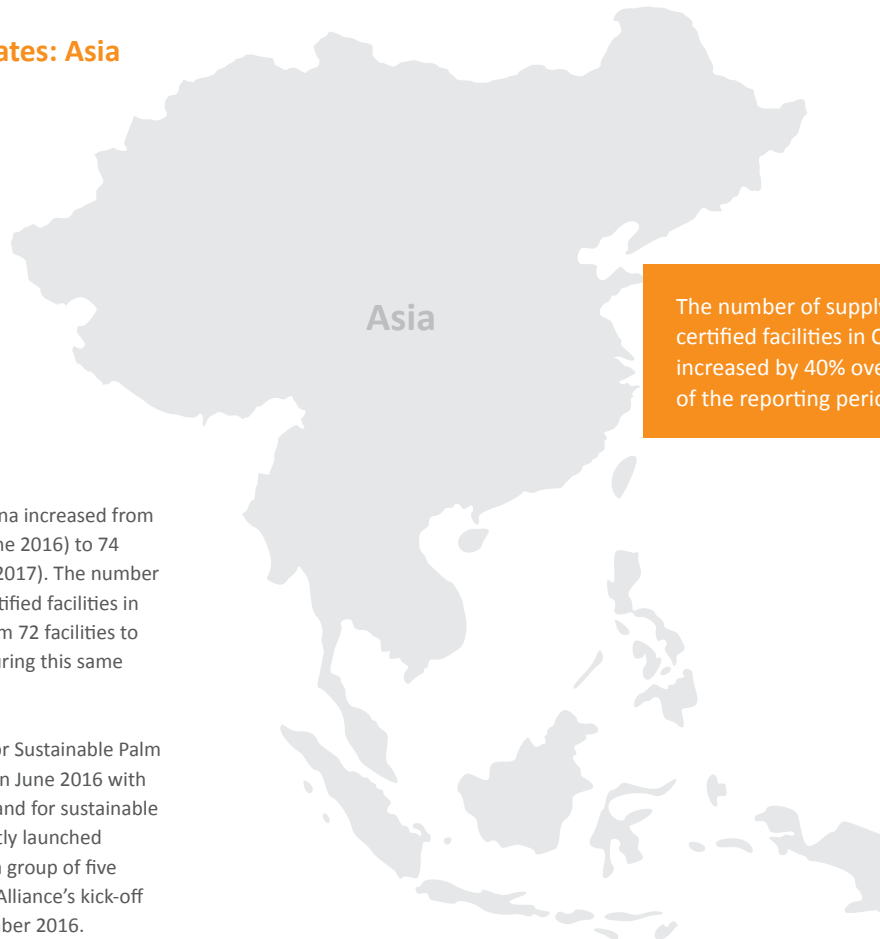 ates: Asia
Asia
The number of supply
certified facilities in
increased by 40% ove
of the reporting perio
na increased from
ne 2016) to 74
2017). The number
tified facilities in
m 72 facilities to
uring this same
or Sustainable Palm
n June 2016 with
and for sustainable
tly launched
a group of five
Alliance’s kick-off
ber 2016.